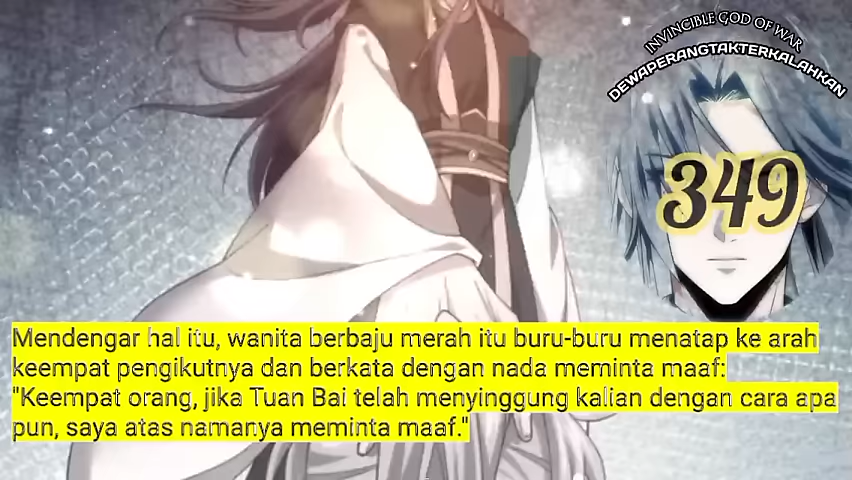 INVINCIBLE GOD OF WAR
DEWAPERANGTAKTERKALAHKAN
349
Mendengar hal itu, wanita berbaju merah itu buru-buru menatap ke arah
keempat pengikutnya dan berkata dengan nada meminta maaf:
"Keempat orang, jika Tuan Bai telah menyinggung kalian dengan cara apa
pun, saya atas namanya meminta maaf."